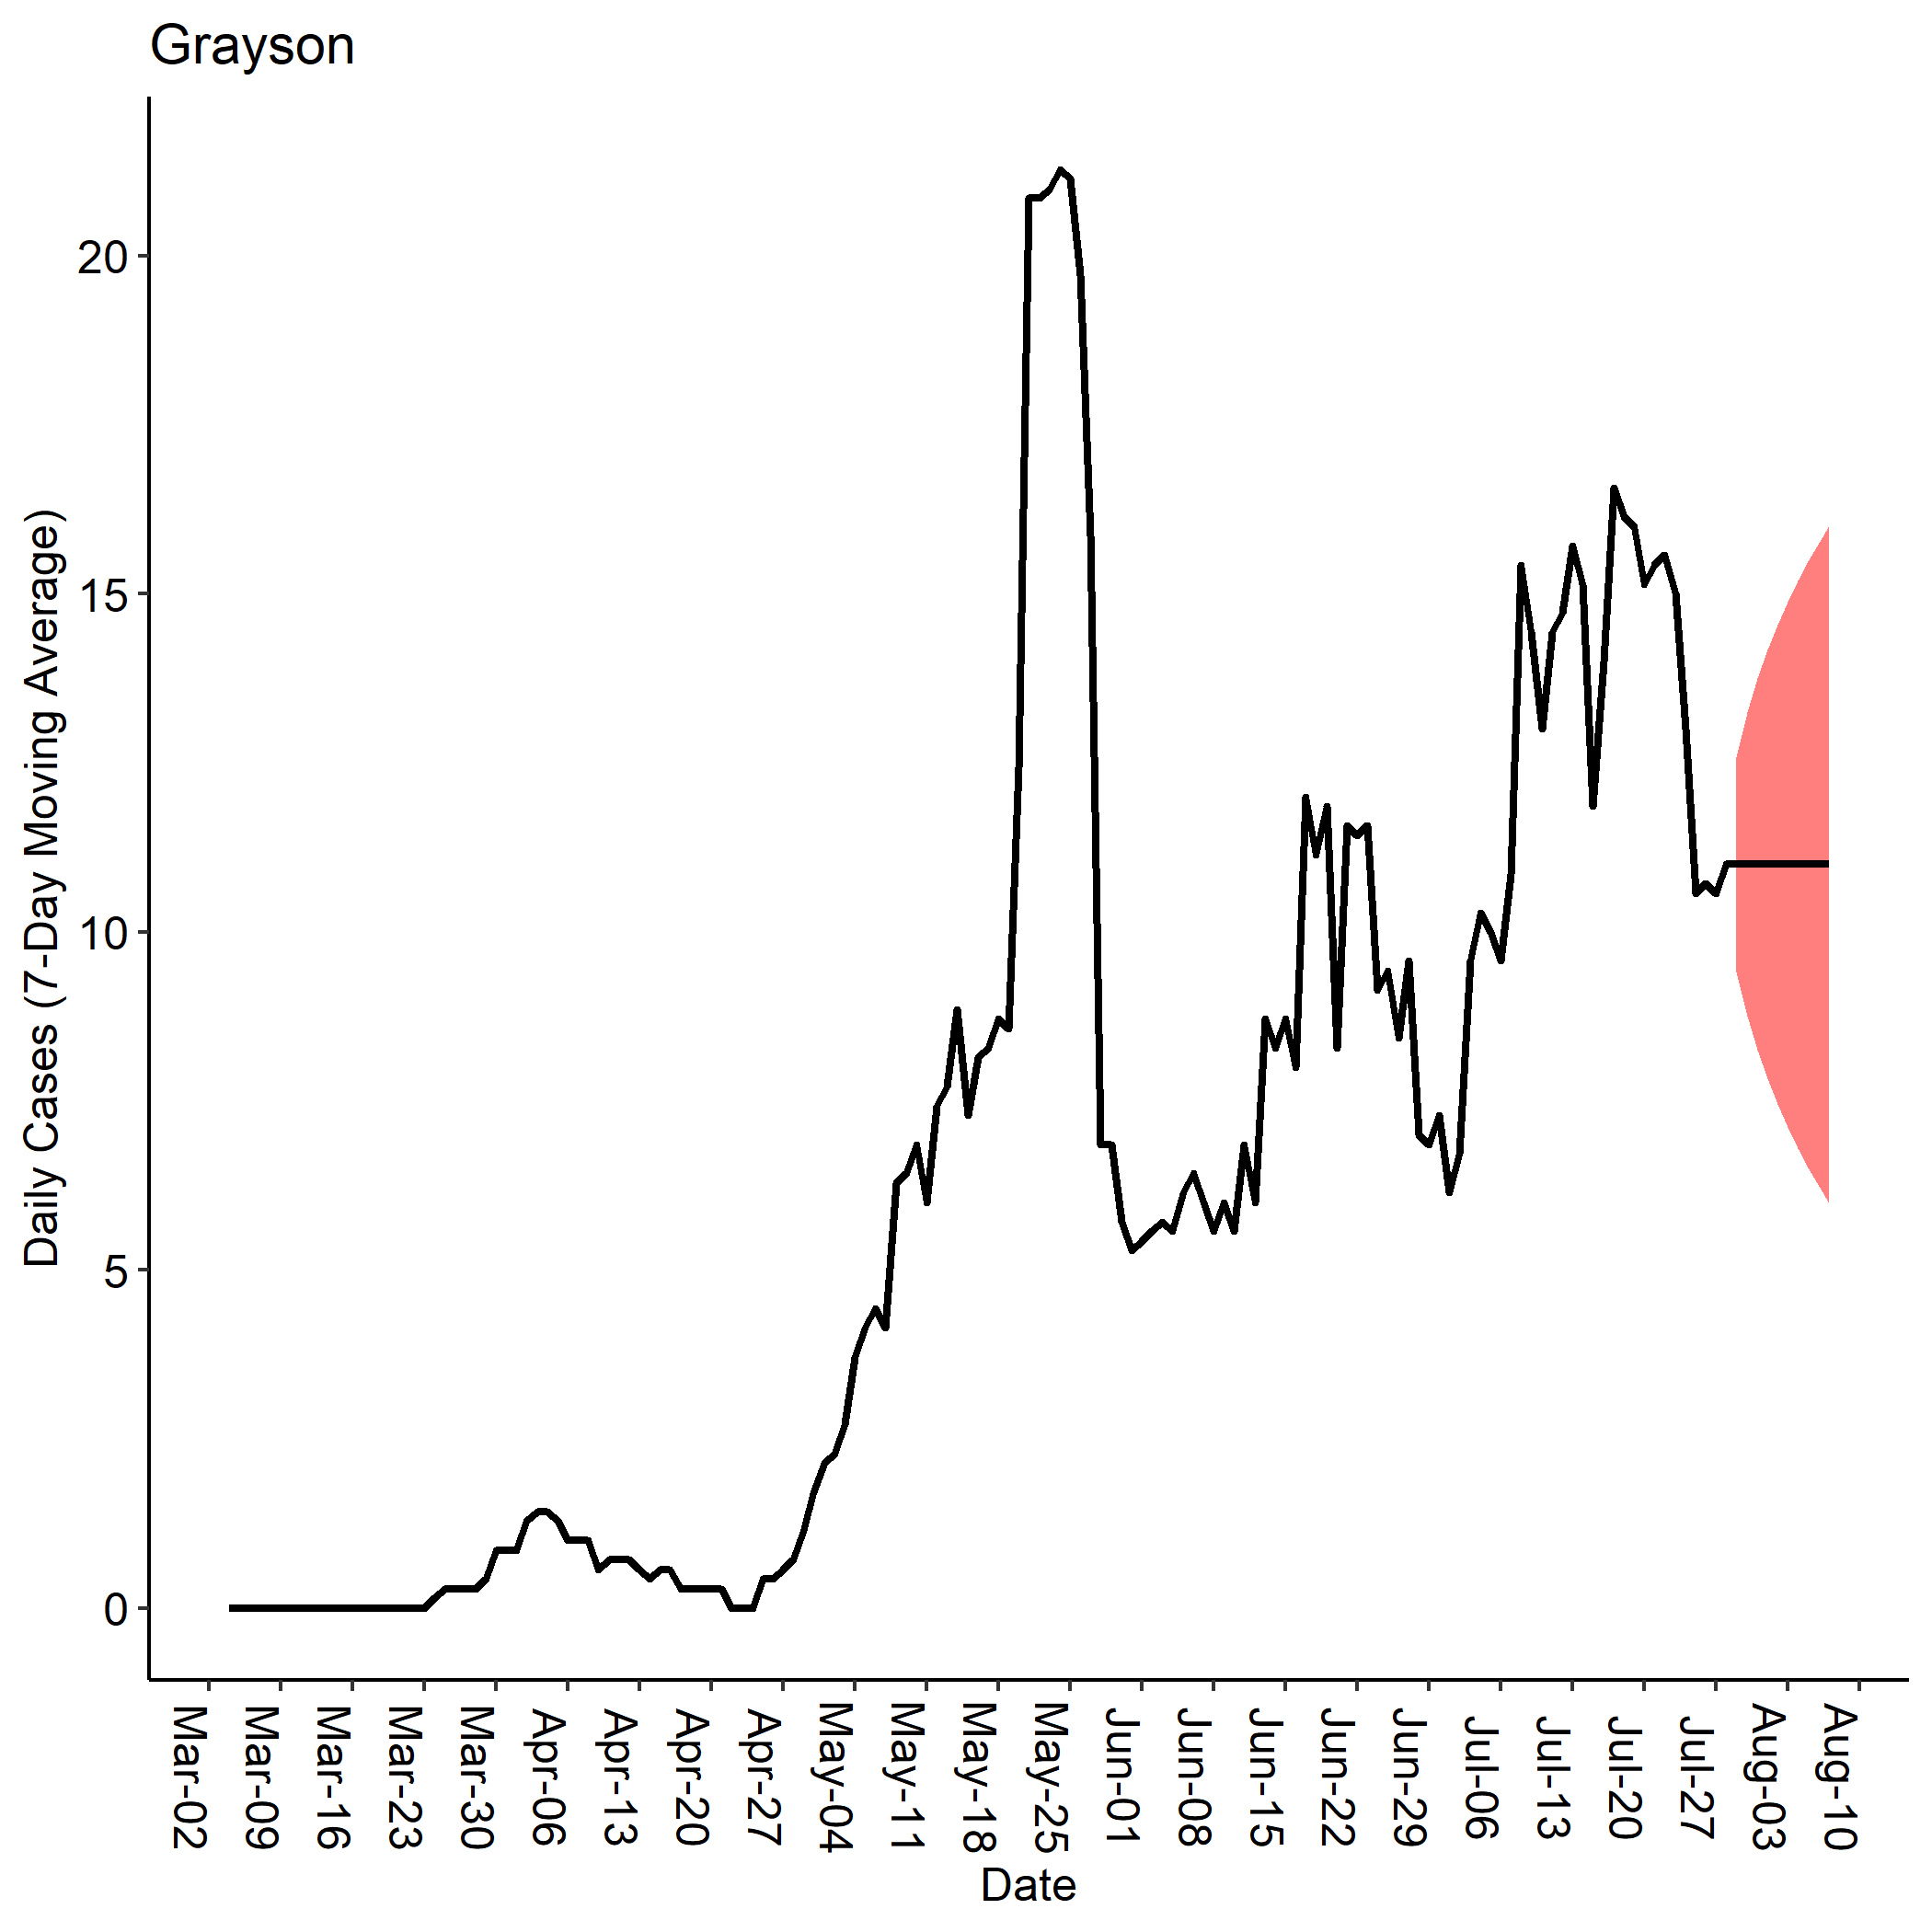 Grayson
Daily Cases (7-Day Moving Average)
20
15
10
5
0
Mar-02
Mar-09
Mar-16
Mar-23
Mar-30
Apr-06
Apr-13
Apr-20
Apr-27
May-04
May-11
May-18
May-25
Jun-01
Jun-08
Jun-15
Jun-22
Jun-29
Jul-06
Jul-13
Jul-20
Jul-27
Aug-03
Aug-10
Date